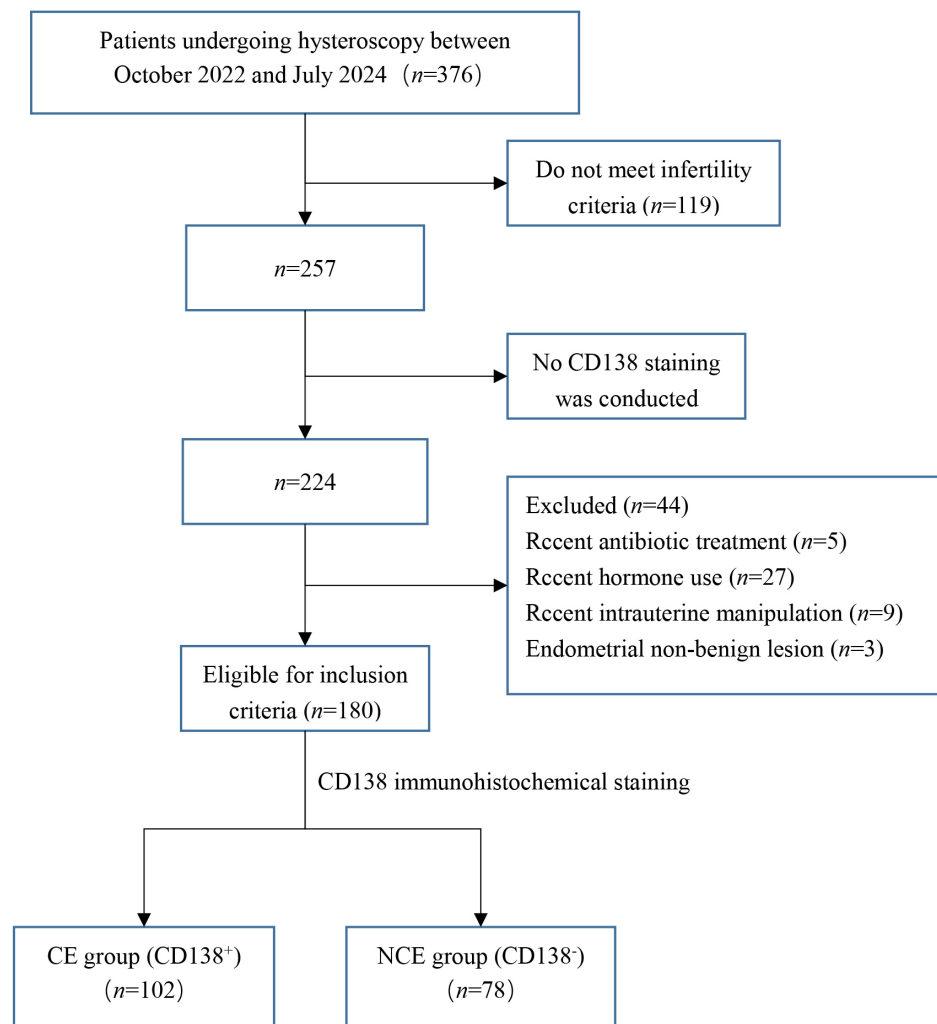 Patients undergoing hysteroscopy between
October 2022 and July 2024（n=376）
Do not meet infertility
criteria (n=119)
n=257
No CD138 staining
was conducted
n=224
Excluded (n=44)
Rccent antibiotic treatment (n=5)
Rccent hormone use (n=27)
Rccent intrauterine manipulation (n=9)
Endometrial non-benign lesion (n=3)
Eligible for inclusion
criteria (n=180)
CD138 immunohistochemical staining
CE group (CD138⁺)
（n=102）
NCE group (CD138⁻)
（n=78）